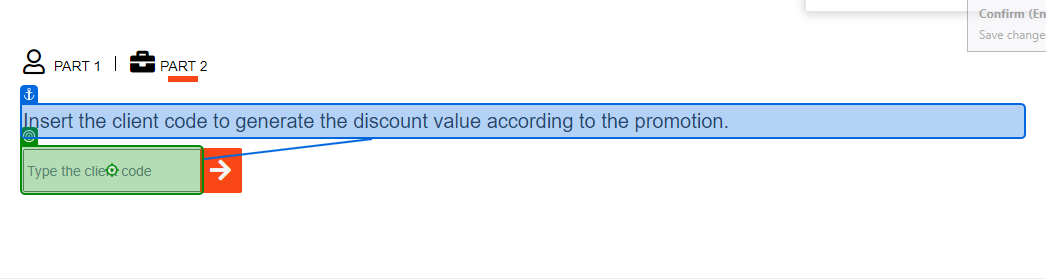 Confirm (En
Save change
PART 1 | PART 2
Insert the client code to generate the discount value according to the promotion.
Type the client code